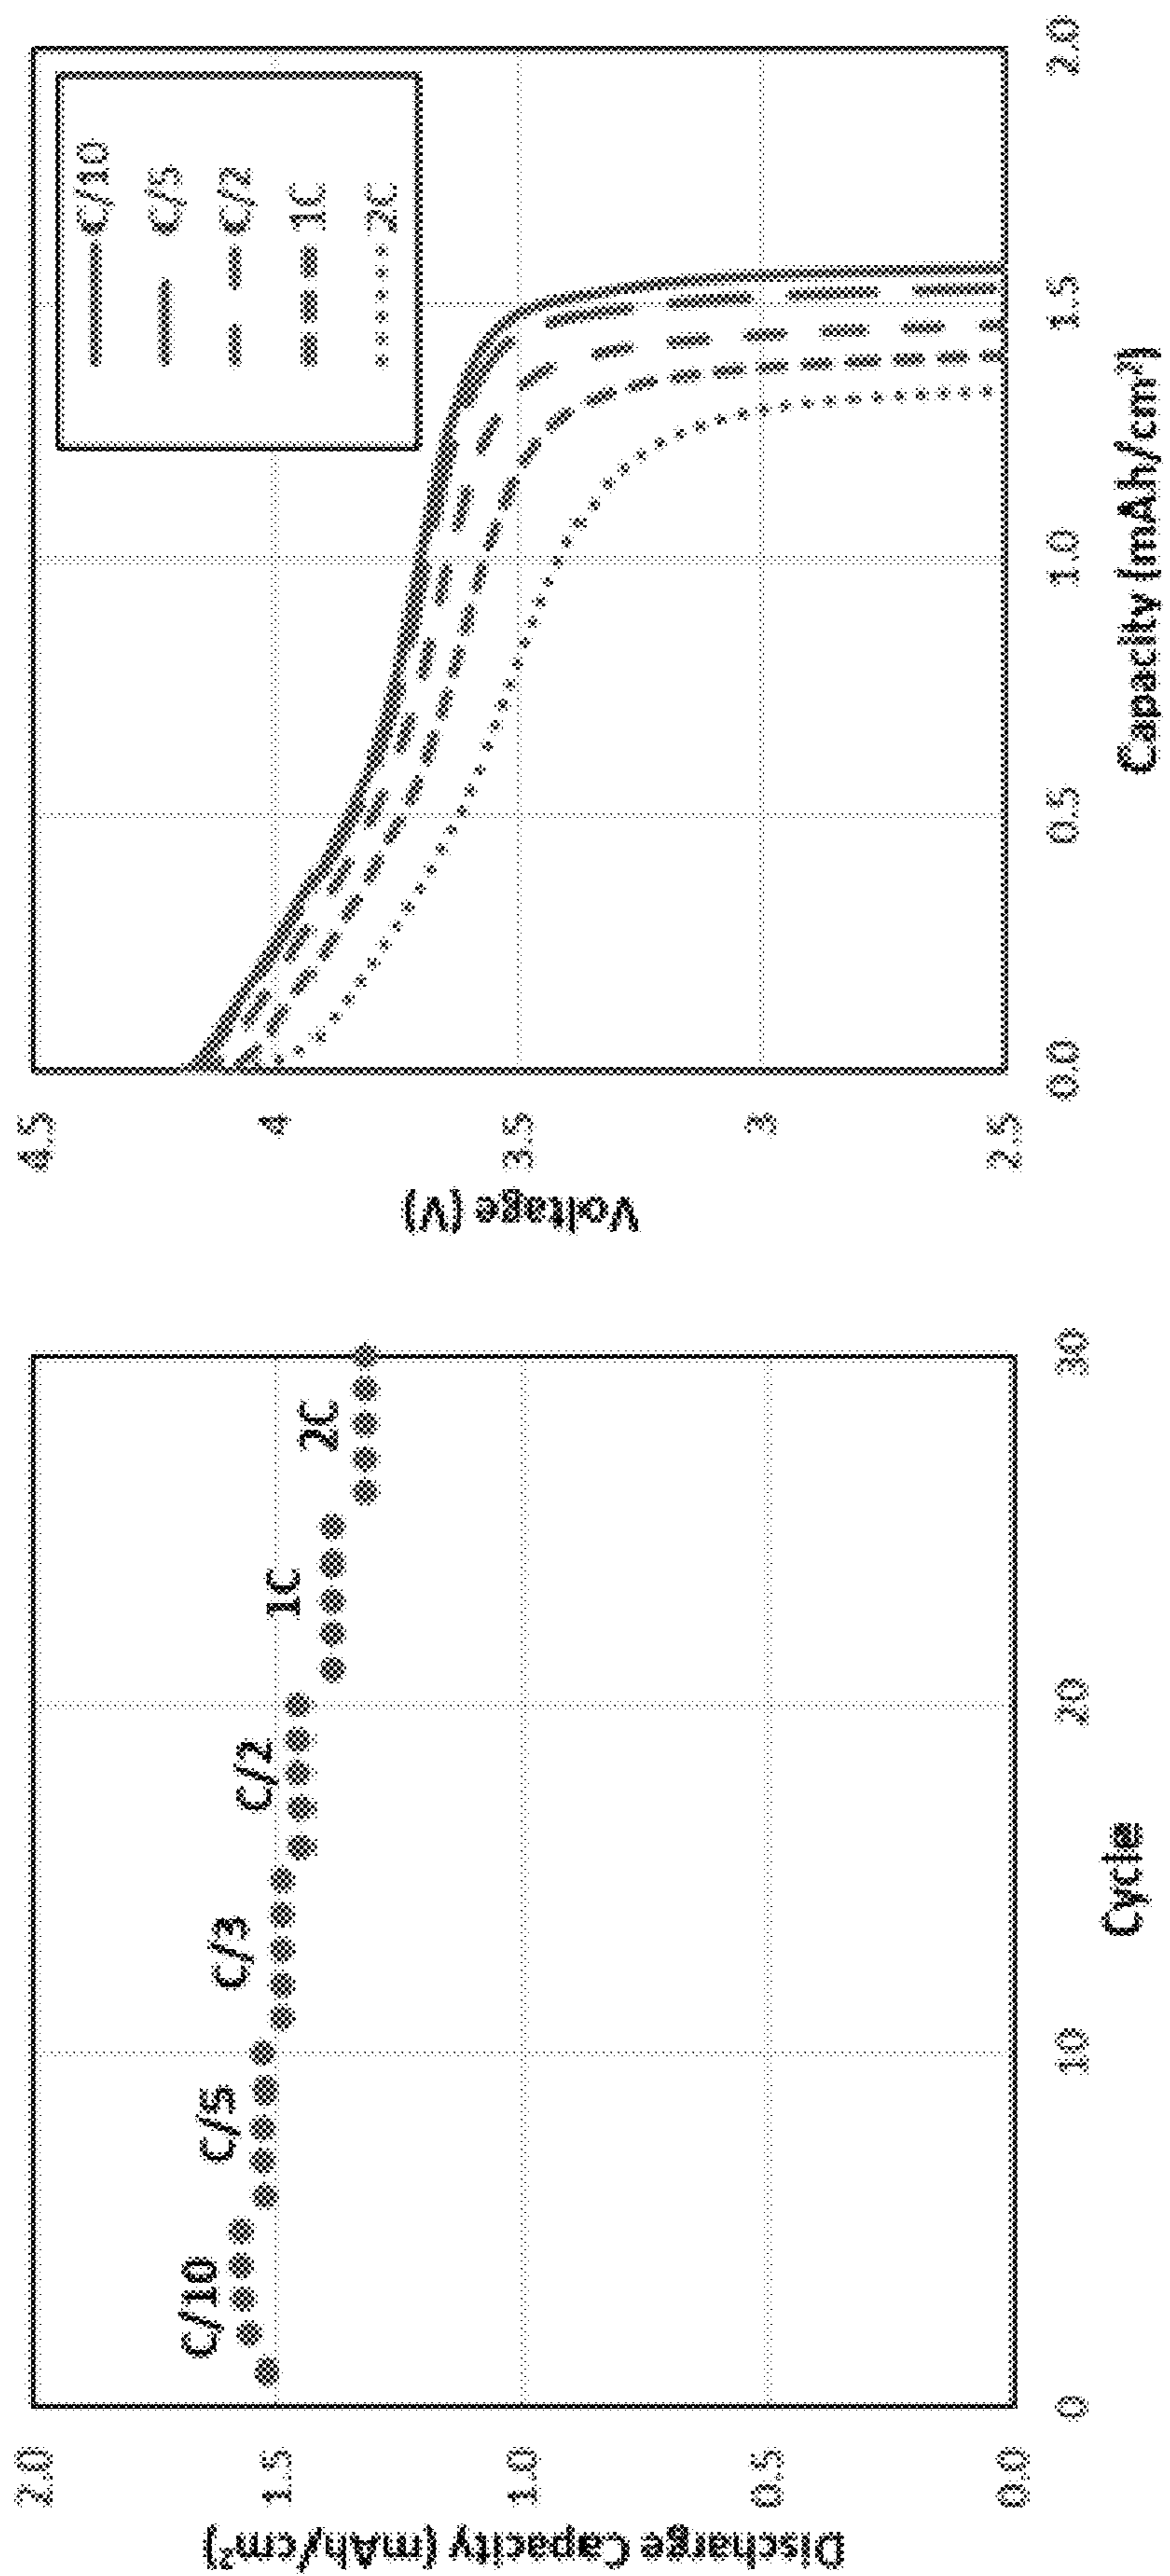 Discharge Capacity (mAh/cm²)
2.0
1.5
1.0
0.5
0.0
C/10
C/5
C/3
C/2
1C
2C
0
10
20
30
Cycle
Voltage (V)
4.5
4
3.5
3
2.5
C/10
C/5
C/2
1C
2C
0.0
0.5
1.0
1.5
2.0
Capacity (mAh/cm²)